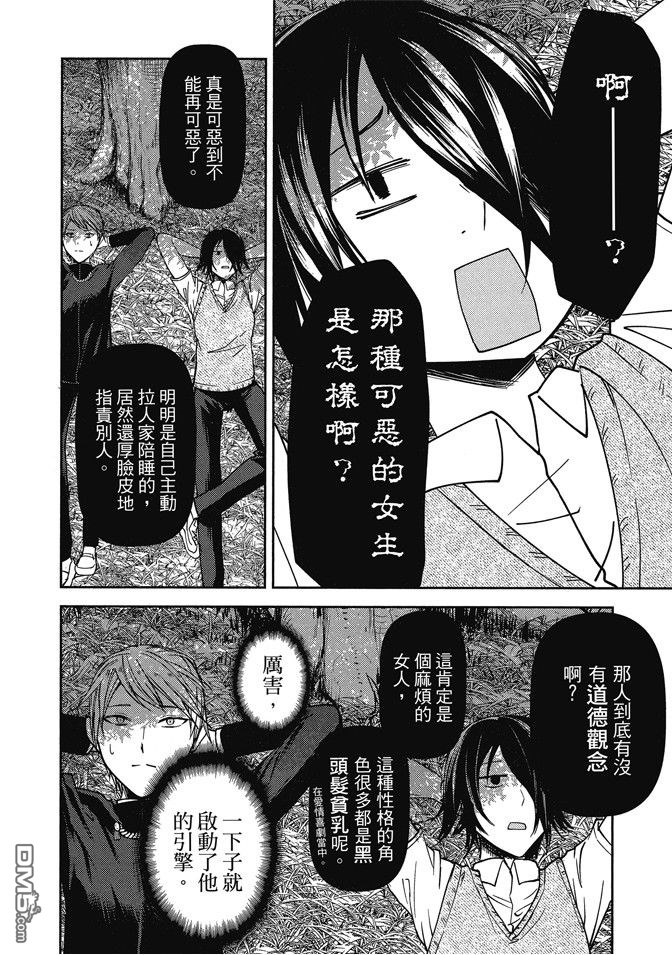 啊——？
那種可惡的女生
是怎樣啊？
真是可惡到不
能再可惡了。
明明是自己主動
拉人家陪睡的，
居然還厚臉皮地
指責別人。
那人到底有沒
有道德觀念
啊？
這肯定是
個麻煩的
女人，
這種性格的角
色很多都是黑
頭髮貧乳呢。
在愛情喜劇當中。
厲害，
一下子就
啟動了他
的引擎。
DM5.com